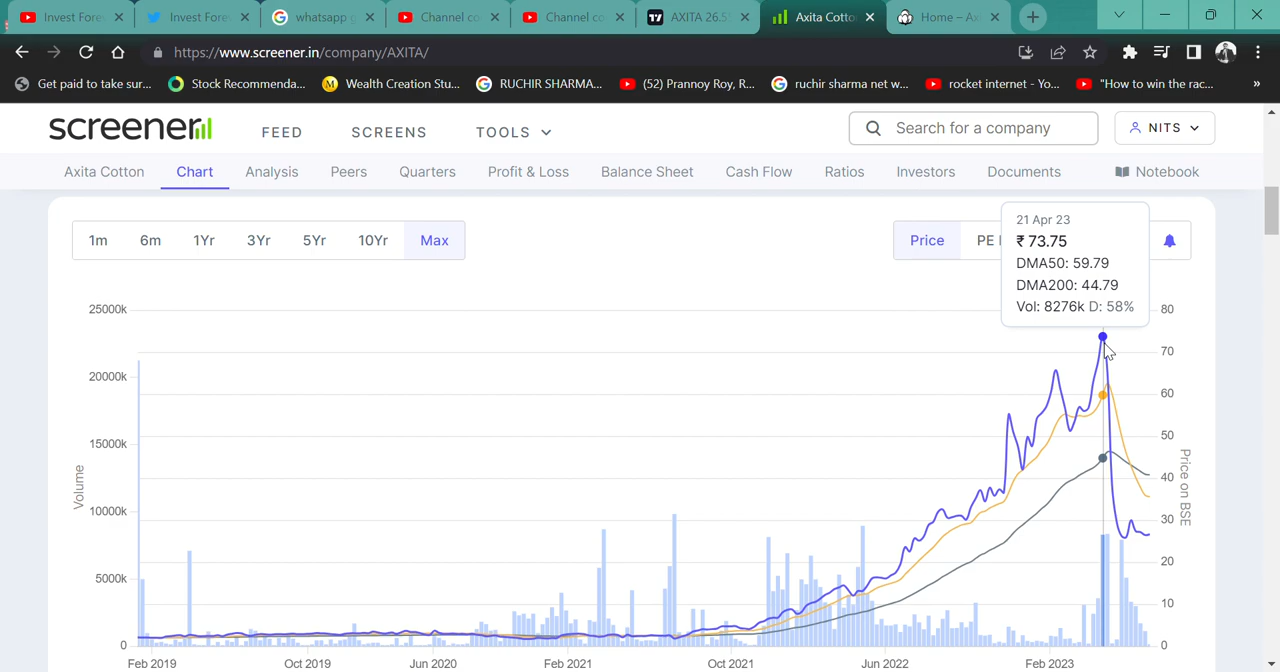 Invest Fore
Invest Fore
whatsapp g
Channel co
Channel co
AXITA 26.5
Axita Cotto
Home – Ax
https://www.screener.in/company/AXITA/
Get paid to take sur...
Stock Recommenda...
Wealth Creation Stu...
RUCHIR SHARMA...
(52) Prannoy Roy, R...
ruchir sharma net w...
rocket internet - Yo...
"How to win the rac...
»
screener
FEED
SCREENS
TOOLS
Search for a company
NITS
Axita Cotton
Chart
Analysis
Peers
Quarters
Profit & Loss
Balance Sheet
Cash Flow
Ratios
Investors
Documents
Notebook
1m
6m
1Yr
3Yr
5Yr
10Yr
Max
Price
PE
21 Apr 23
₹ 73.75
DMA50: 59.79
DMA200: 44.79
Vol: 8276k D: 58%
25000k
20000k
15000k
10000k
5000k
0
Volume
80
70
60
50
40
30
20
10
0
Price on BSE
Feb 2019
Oct 2019
Jun 2020
Feb 2021
Oct 2021
Jun 2022
Feb 2023